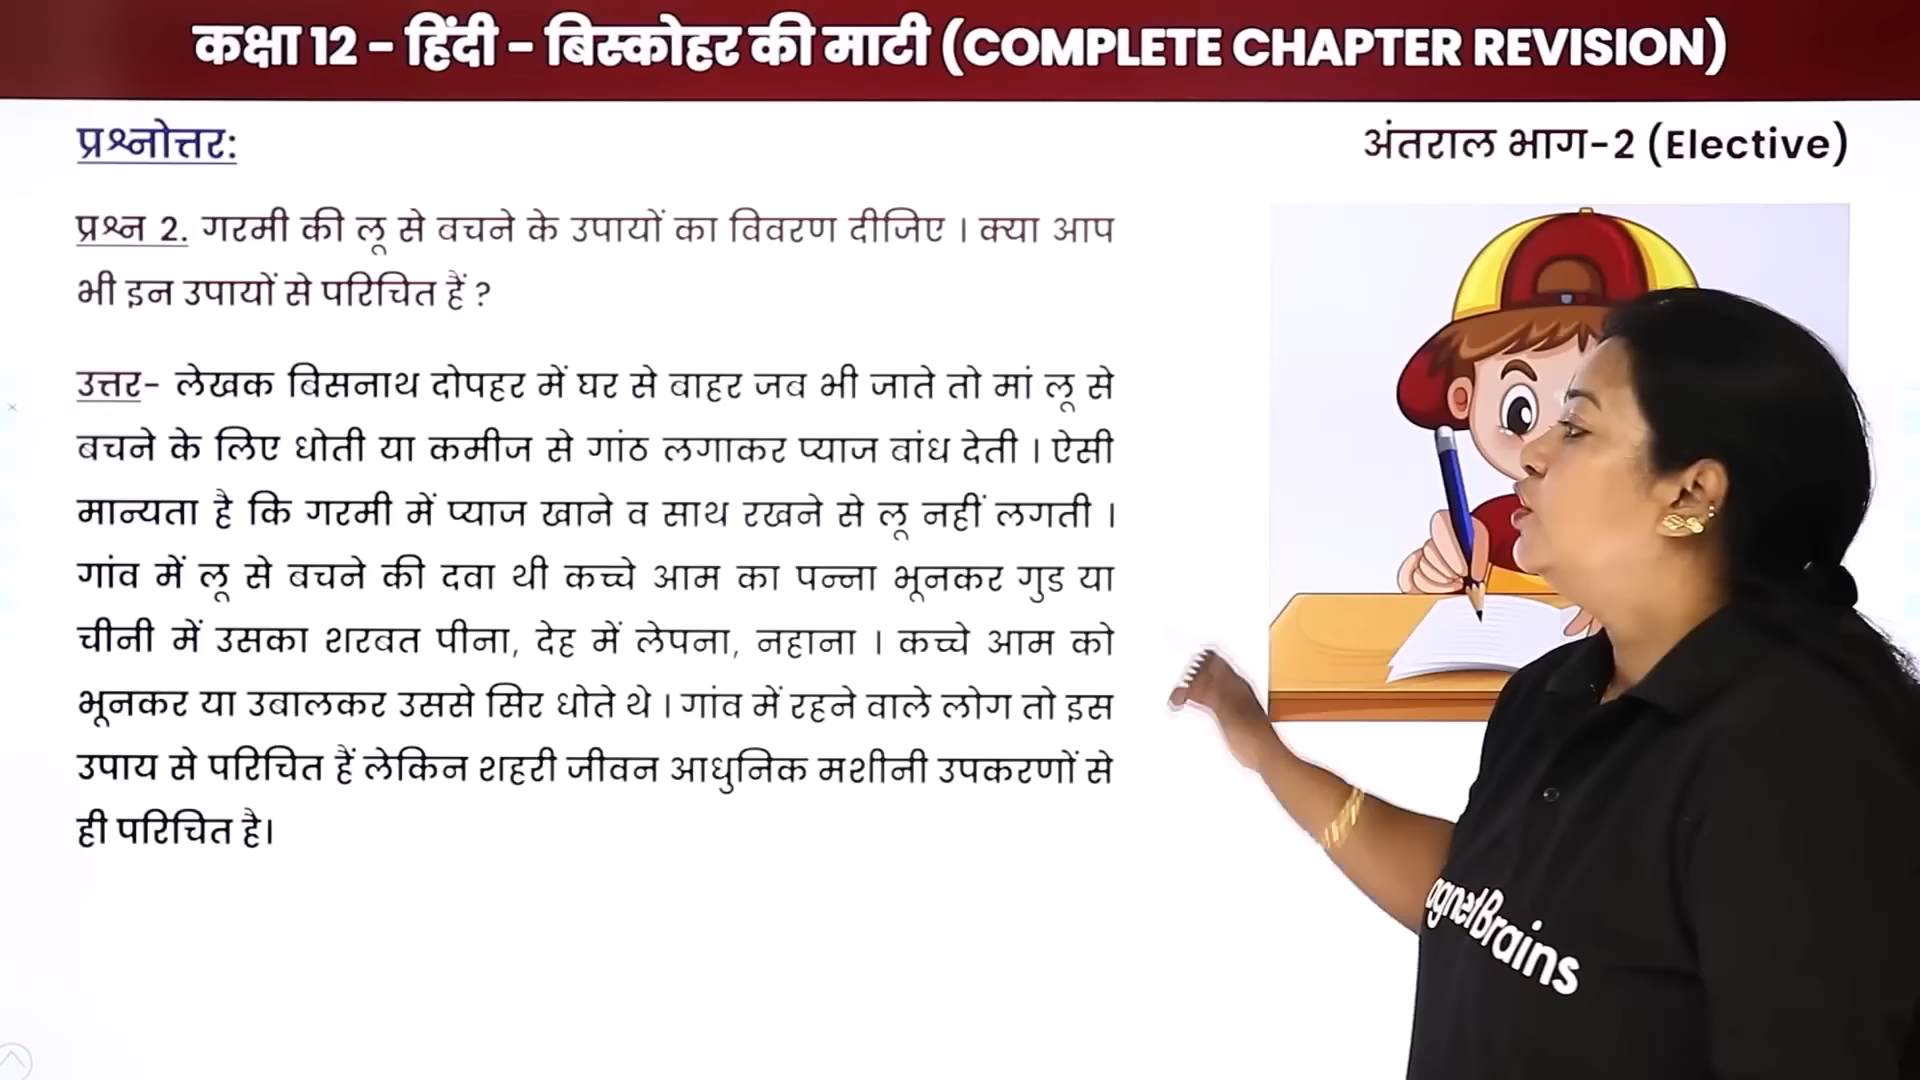 कक्षा 12 - हिंदी - बिस्कोहर की माटी (COMPLETE CHAPTER REVISION)
प्रश्नोत्तर:
अंतराल भाग-2 (Elective)
प्रश्न 2. गरमी की लू से बचने के उपायों का विवरण दीजिए । क्या आप
भी इन उपायों से परिचित हैं ?
उत्तर- लेखक बिसनाथ दोपहर में घर से बाहर जब भी जाते तो मां लू से
बचने के लिए धोती या कमीज से गांठ लगाकर प्याज बांध देती । ऐसी
मान्यता है कि गरमी में प्याज खाने व साथ रखने से लू नहीं लगती ।
गांव में लू से बचने की दवा थी कच्चे आम का पन्ना भूनकर गुड या
चीनी में उसका शरबत पीना, देह में लेपना, नहाना । कच्चे आम को
भूनकर या उबालकर उससे सिर धोते थे । गांव में रहने वाले लोग तो इस
उपाय से परिचित हैं लेकिन शहरी जीवन आधुनिक मशीनी उपकरणों से
ही परिचित है।
agnetBrains